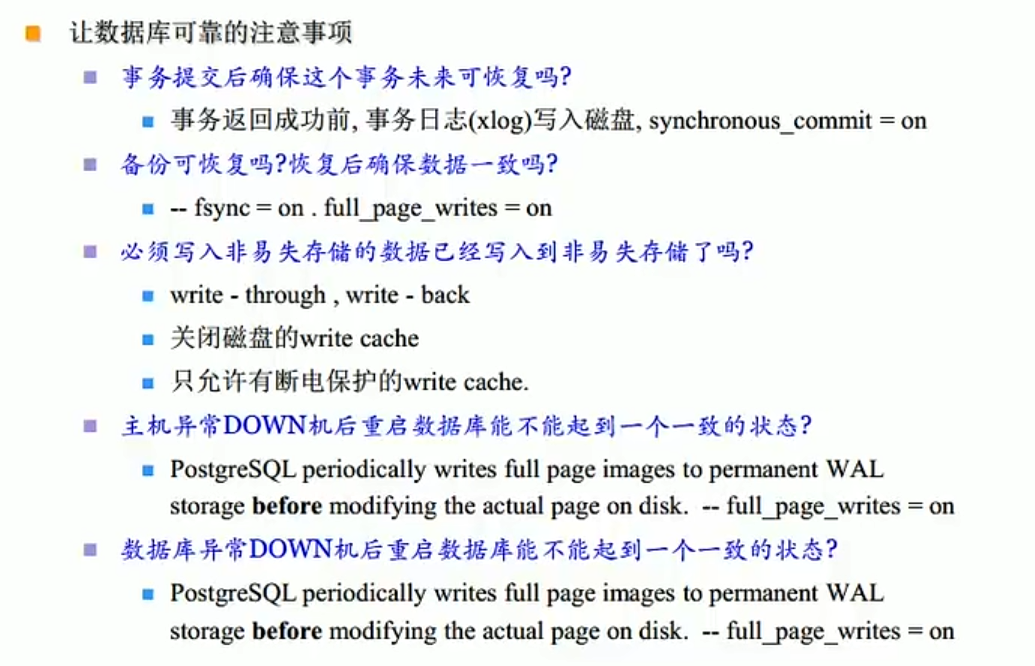 让数据库可靠的注意事项
事务提交后确保这个事务未来可恢复吗?
事务返回成功前, 事务日志(xlog)写入磁盘, synchronous_commit = on
备份可恢复吗?恢复后确保数据一致吗?
-- fsync = on . full_page_writes = on
必须写入非易失存储的数据已经写入到非易失存储了吗?
write - through , write - back
关闭磁盘的write cache
只允许有断电保护的write cache.
主机异常DOWN机后重启数据库能不能起到一个一致的状态?
PostgreSQL periodically writes full page images to permanent WAL
storage before modifying the actual page on disk. -- full_page_writes = on
数据库异常DOWN机后重启数据库能不能起到一个一致的状态?
PostgreSQL periodically writes full page images to permanent WAL
storage before modifying the actual page on disk. -- full_page_writes = on